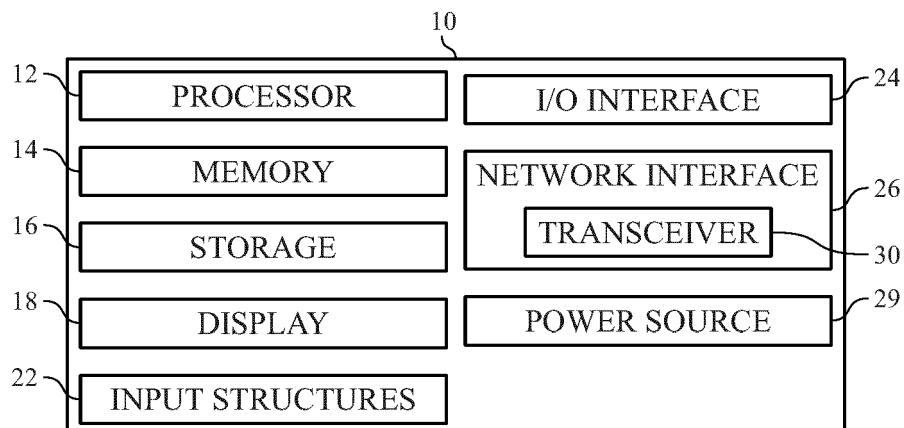 10
12
PROCESSOR
14
MEMORY
16
STORAGE
18
DISPLAY
22
INPUT STRUCTURES
I/O INTERFACE
24
NETWORK INTERFACE
26
TRANSCEIVER
30
POWER SOURCE
29